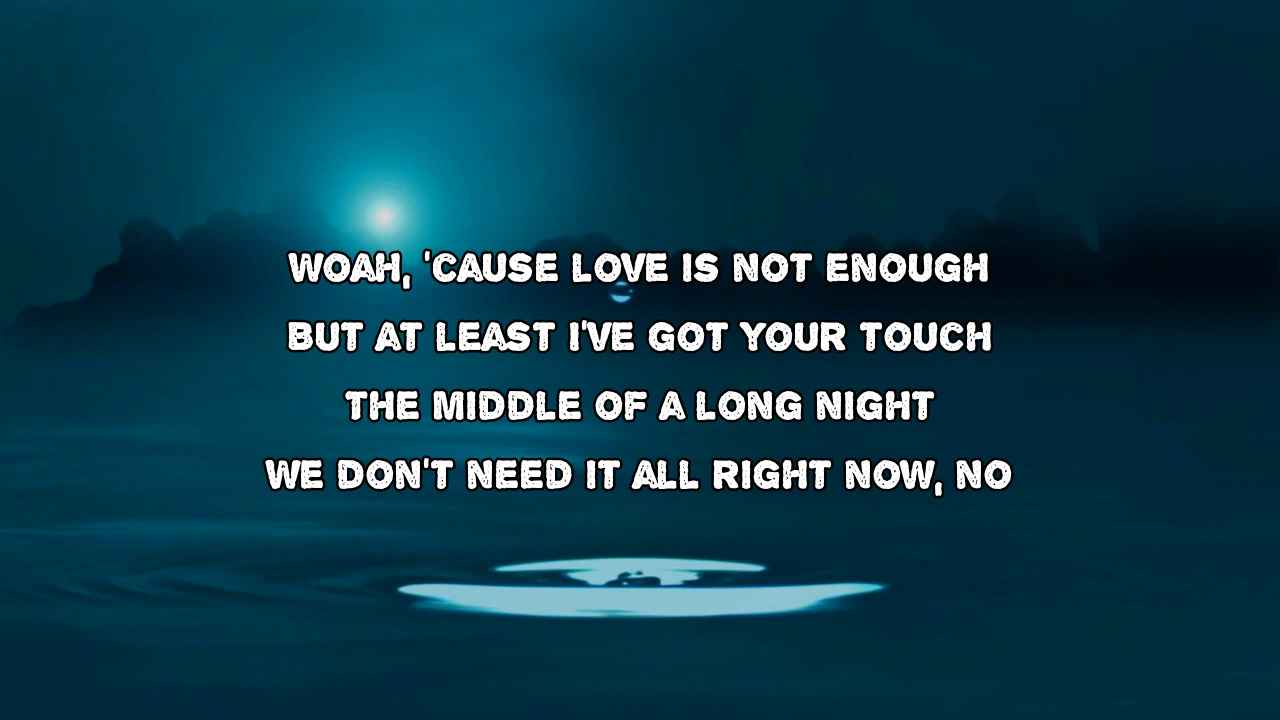 WOAH, 'CAUSE LOVE IS NOT ENOUGH
BUT AT LEAST I'VE GOT YOUR TOUCH
THE MIDDLE OF A LONG NIGHT
WE DON'T NEED IT ALL RIGHT NOW, NO